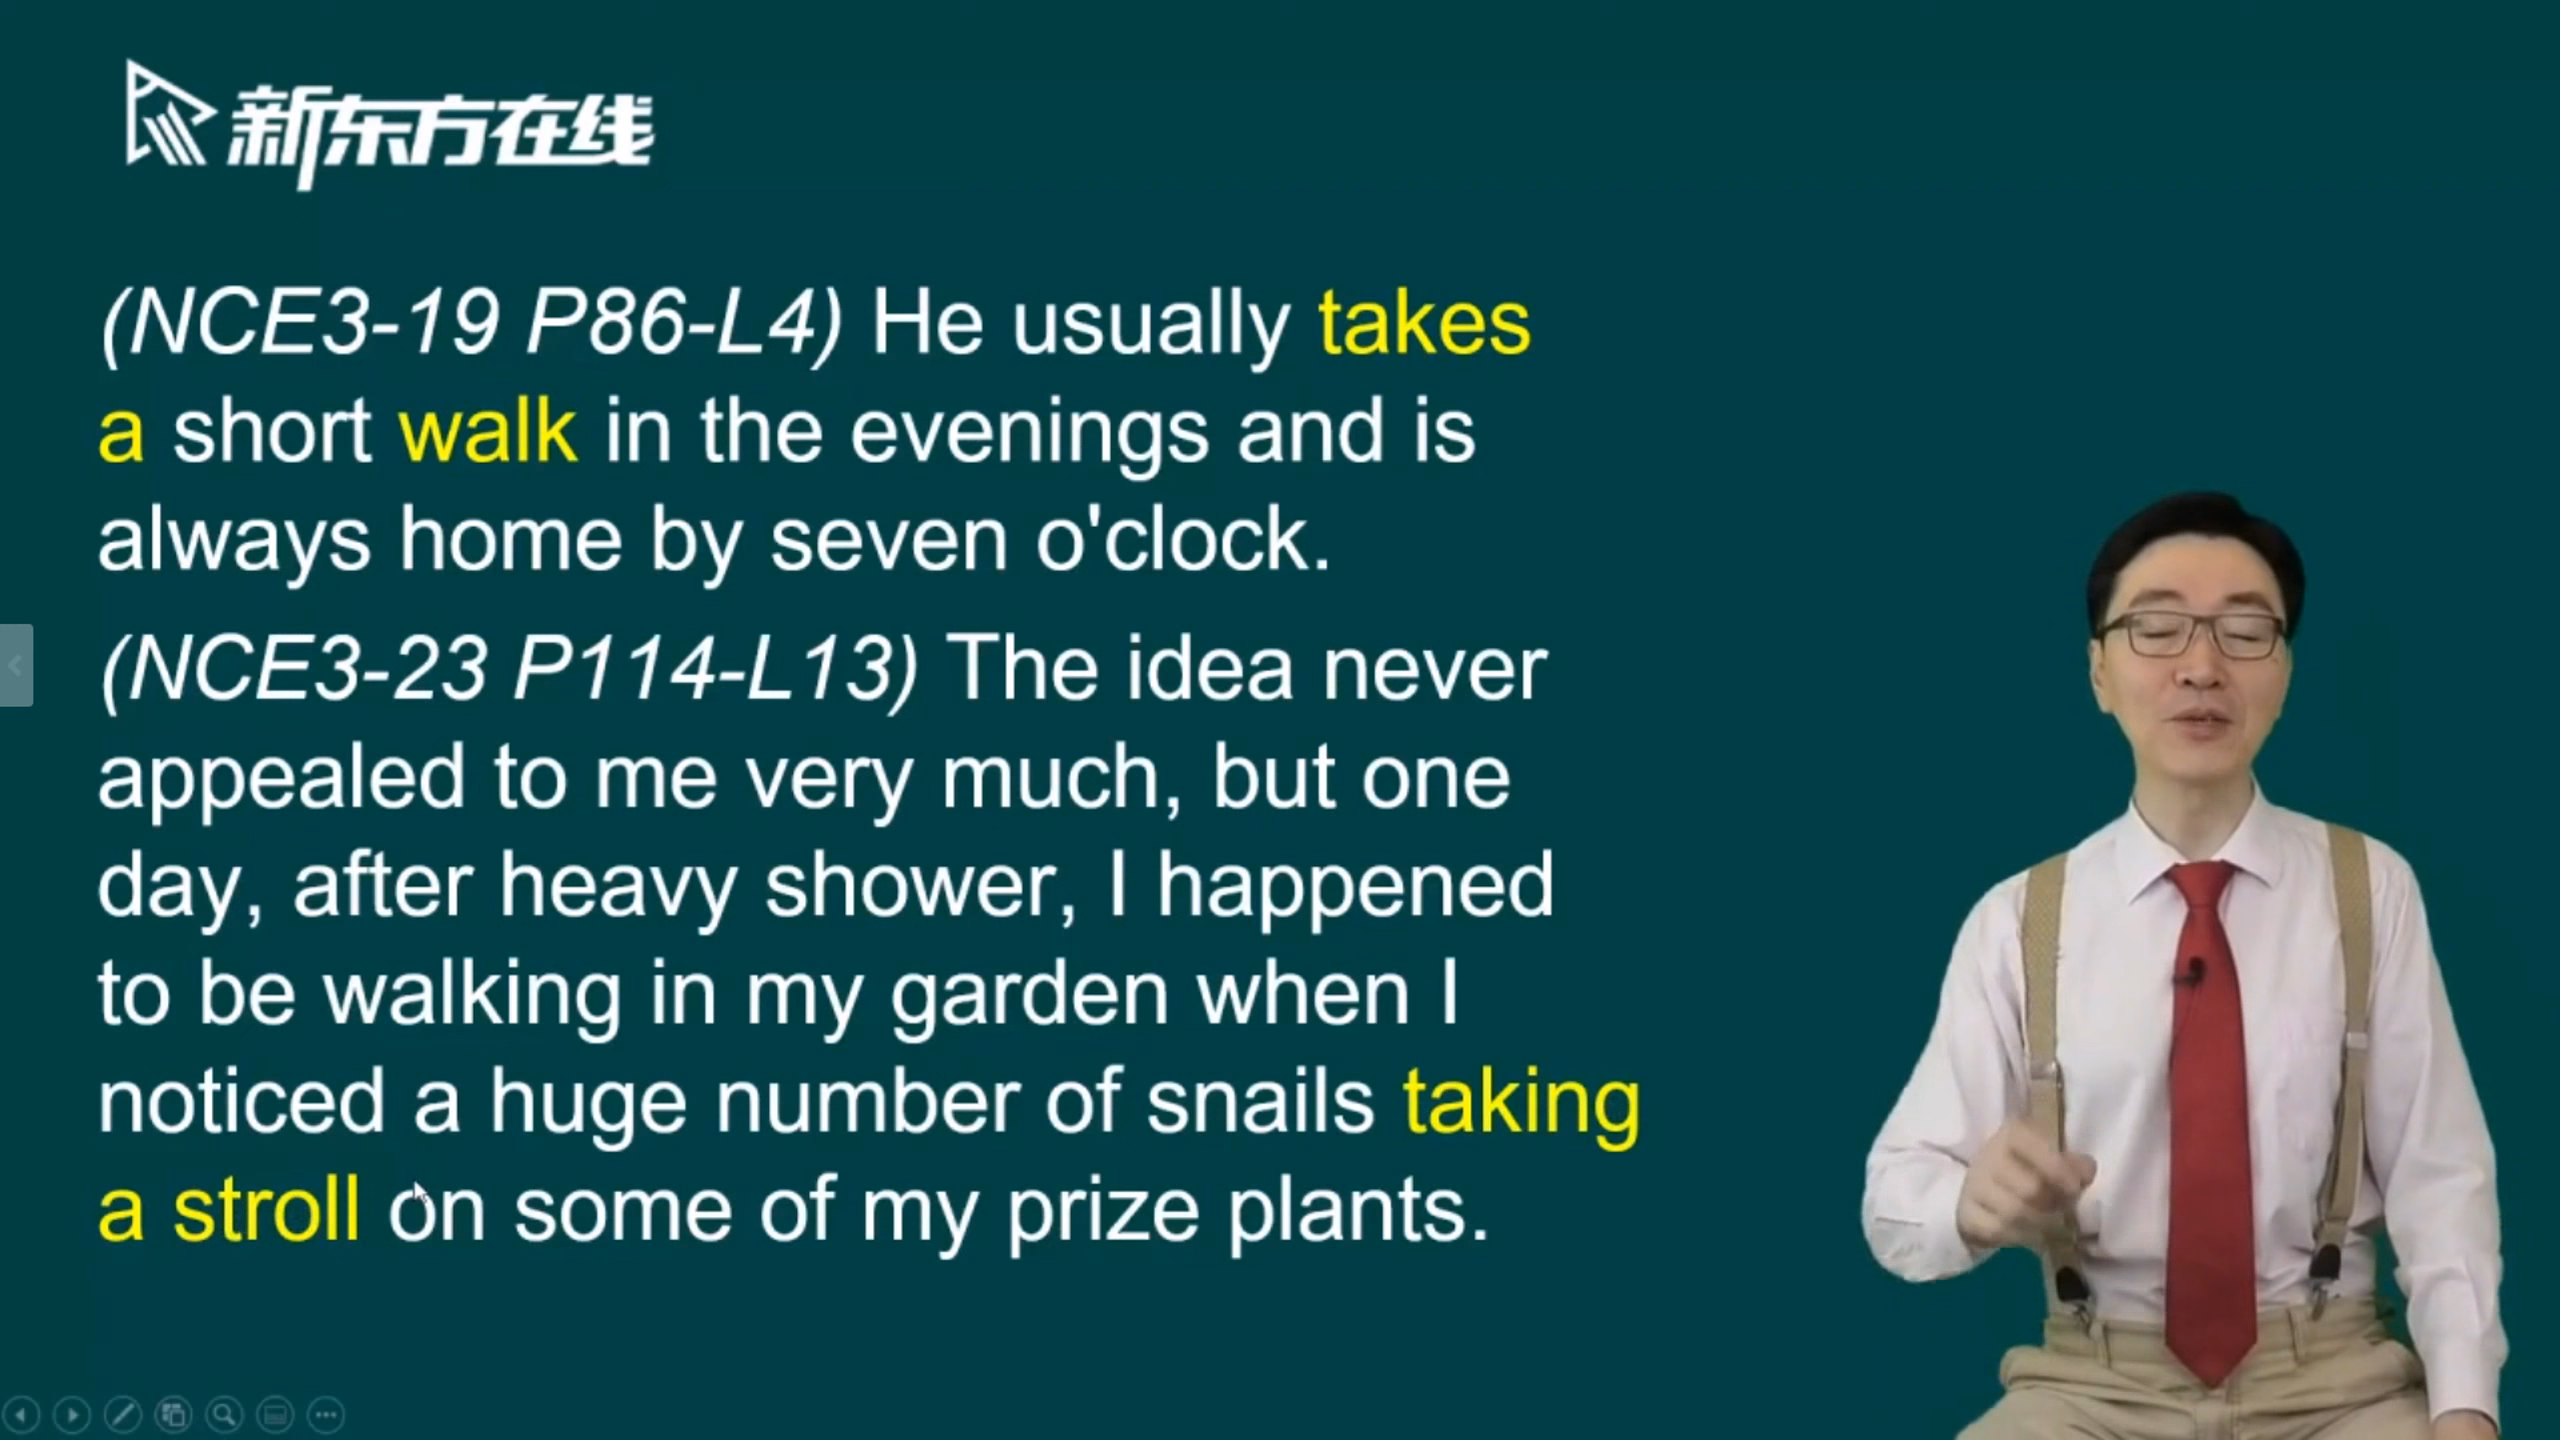 新东方在线
(NCE3-19 P86-L4) He usually takes
a short walk in the evenings and is
always home by seven o'clock.
(NCE3-23 P114-L13) The idea never
appealed to me very much, but one
day, after heavy shower, I happened
to be walking in my garden when I
noticed a huge number of snails taking
a stroll on some of my prize plants.